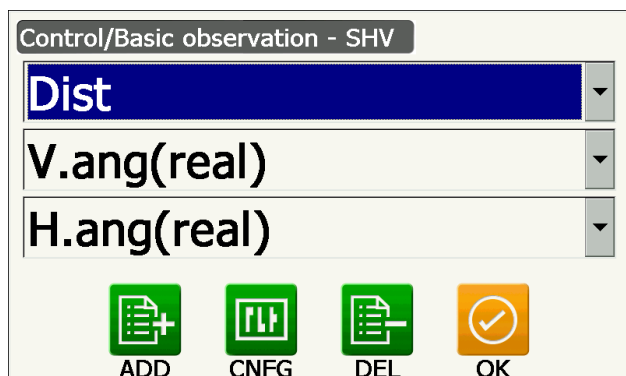 Control/Basic observation - SHV
Dist
V.ang(real)
H.ang(real)
ADD CNFG DEL OK